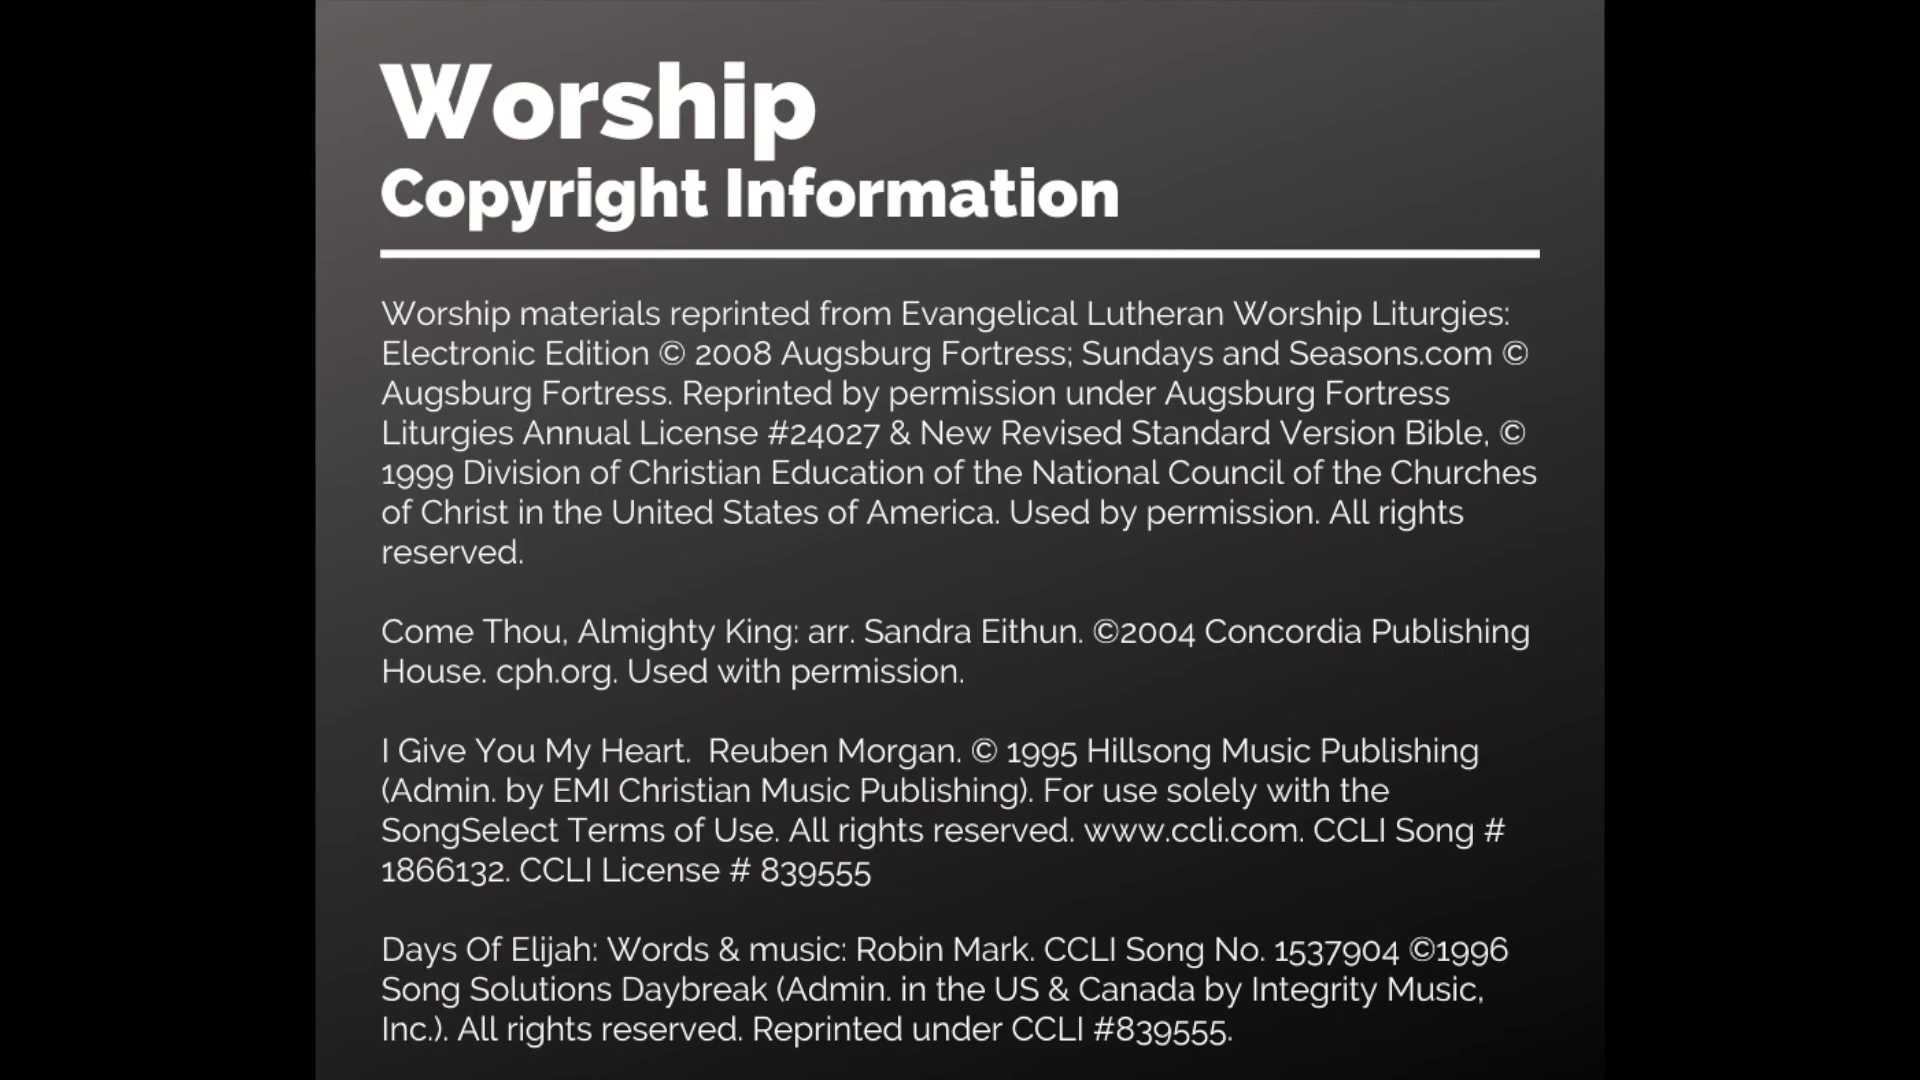 Worship
Copyright Information
Worship materials reprinted from Evangelical Lutheran Worship Liturgies:
Electronic Edition © 2008 Augsburg Fortress; Sundays and Seasons.com ©
Augsburg Fortress. Reprinted by permission under Augsburg Fortress
Liturgies Annual License #24027 & New Revised Standard Version Bible, ©
1999 Division of Christian Education of the National Council of the Churches
of Christ in the United States of America. Used by permission. All rights
reserved.
Come Thou, Almighty King: arr. Sandra Eithun. ©2004 Concordia Publishing
House. cph.org. Used with permission.
I Give You My Heart.  Reuben Morgan. © 1995 Hillsong Music Publishing
(Admin. by EMI Christian Music Publishing). For use solely with the
SongSelect Terms of Use. All rights reserved. www.ccli.com. CCLI Song #
1866132. CCLI License # 839555
Days Of Elijah: Words & music: Robin Mark. CCLI Song No. 1537904 ©1996
Song Solutions Daybreak (Admin. in the US & Canada by Integrity Music,
Inc.). All rights reserved. Reprinted under CCLI #839555.